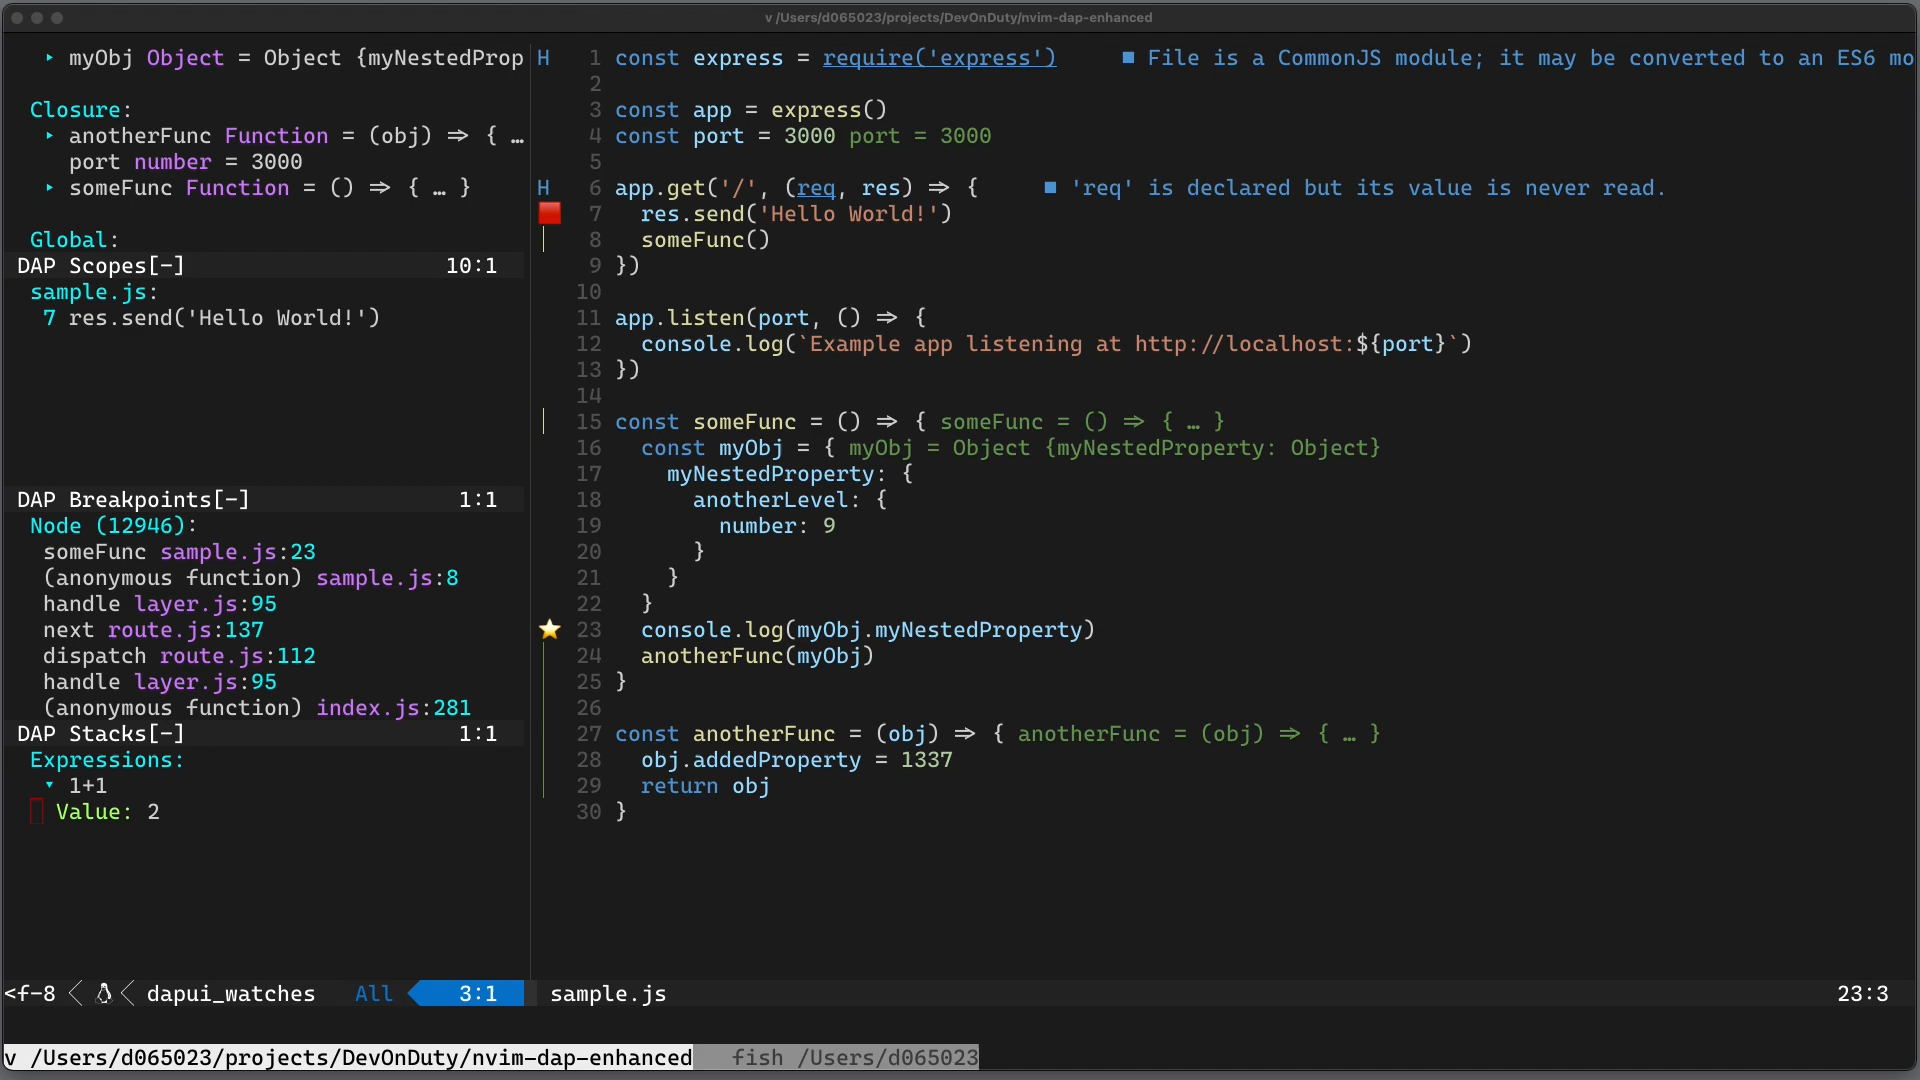 v /Users/d065023/projects/DevOnDuty/nvim-dap-enhanced
▸ myObj Object = Object {myNestedProp
Closure:
▸ anotherFunc Function = (obj) => { …
port number = 3000
▸ someFunc Function = () => { … }
Global:
DAP Scopes[-] 10:1
sample.js:
7 res.send('Hello World!')
DAP Breakpoints[-] 1:1
Node (12946):
someFunc sample.js:23
(anonymous function) sample.js:8
handle layer.js:95
next route.js:137
dispatch route.js:112
handle layer.js:95
(anonymous function) index.js:281
DAP Stacks[-] 1:1
Expressions:
▾ 1+1
Value: 2
<f-8 dapui_watches All 3:1
H 1 const express = require('express') ■ File is a CommonJS module; it may be converted to an ES6 mo
2
3 const app = express()
4 const port = 3000 port = 3000
5
H 6 app.get('/', (req, res) => { ■ 'req' is declared but its value is never read.
7 res.send('Hello World!')
8 someFunc()
9 })
10
11 app.listen(port, () => {
12 console.log(`Example app listening at http://localhost:${port}`)
13 })
14
15 const someFunc = () => { someFunc = () => { … }
16 const myObj = { myObj = Object {myNestedProperty: Object}
17 myNestedProperty: {
18 anotherLevel: {
19 number: 9
20 }
21 }
22 }
23 console.log(myObj.myNestedProperty)
24 anotherFunc(myObj)
25 }
26
27 const anotherFunc = (obj) => { anotherFunc = (obj) => { … }
28 obj.addedProperty = 1337
29 return obj
30 }
sample.js 23:3
v /Users/d065023/projects/DevOnDuty/nvim-dap-enhanced fish /Users/d065023